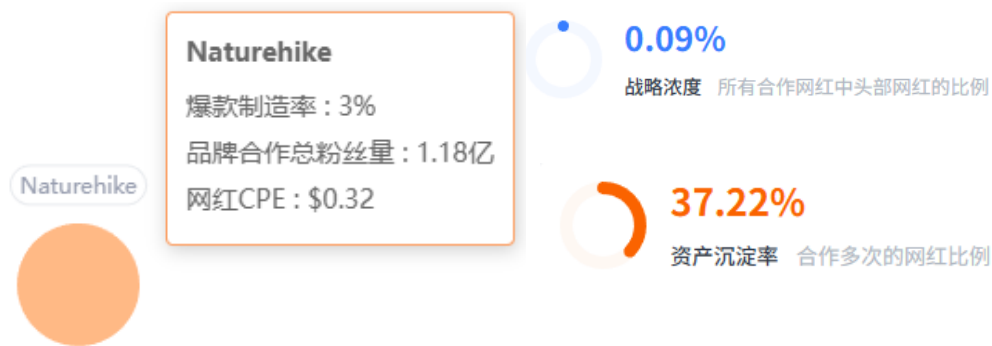 Naturehike
爆款制造率 : 3%
品牌合作总粉丝量 : 1.18亿
网红CPE : $0.32
Naturehike
0.09%
战略浓度 所有合作网红中头部网红的比例
37.22%
资产沉淀率 合作多次的网红比例